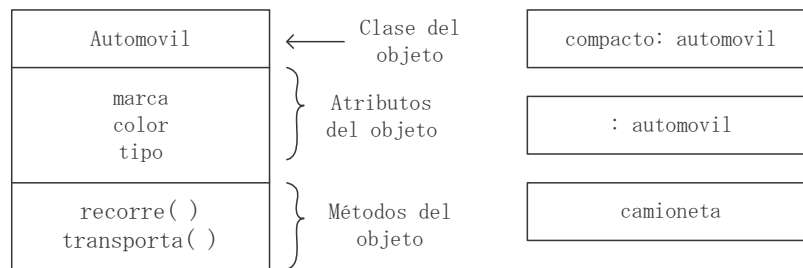 Automovil
Clase del
objeto
compacto: automovil
marca
color
tipo
Atributos
del objeto
: automovil
recorre( )
transporta( )
Métodos del
objeto
camioneta